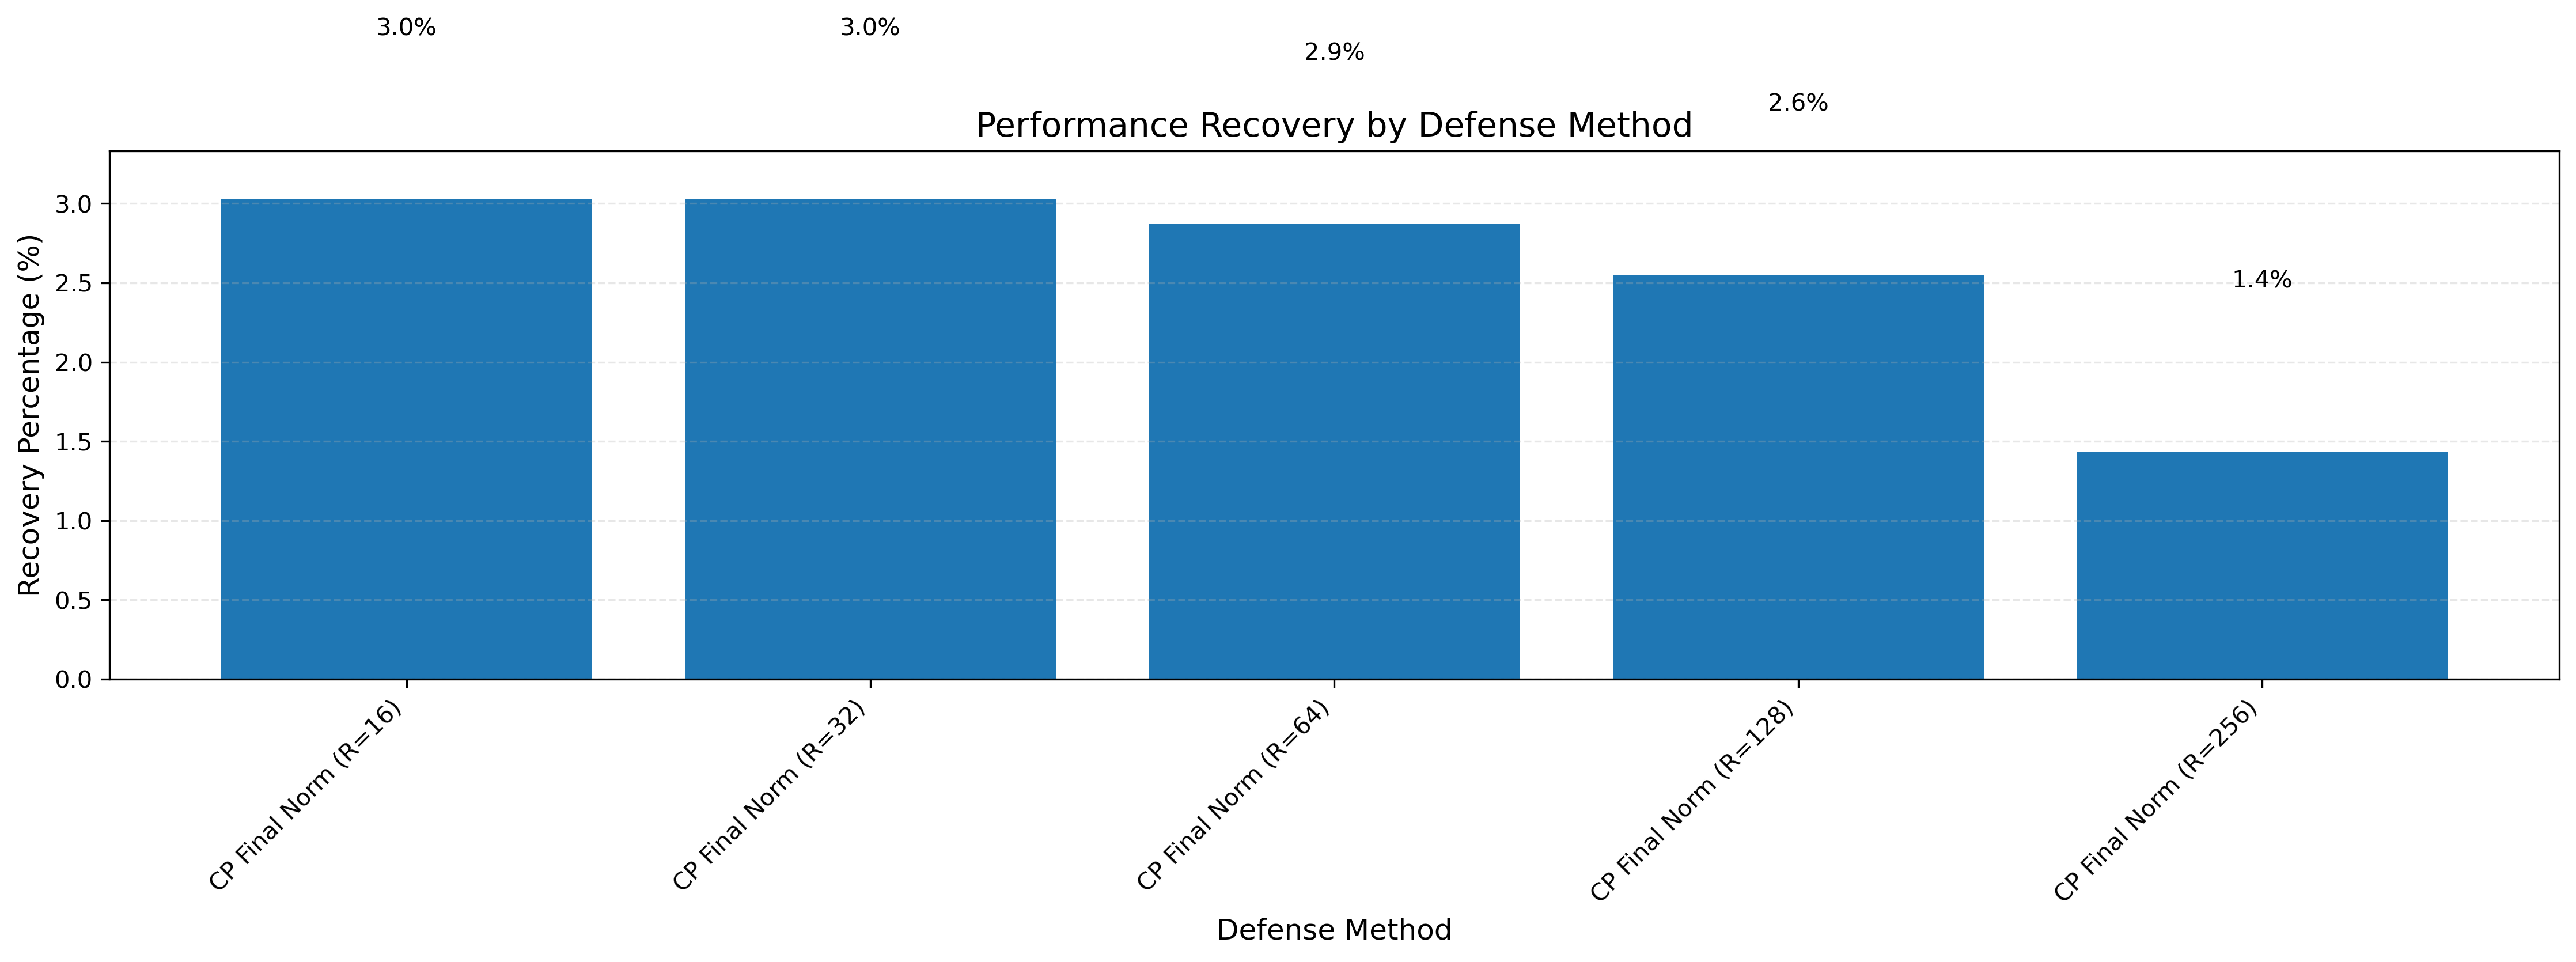 3.0%
3.0%
2.9%
2.6%
Performance Recovery by Defense Method
Recovery Percentage (%)
3.0
2.5
2.0
1.5
1.0
0.5
0.0
1.4%
CP Final Norm (R=16)
CP Final Norm (R=32)
CP Final Norm (R=64)
CP Final Norm (R=128)
CP Final Norm (R=256)
Defense Method